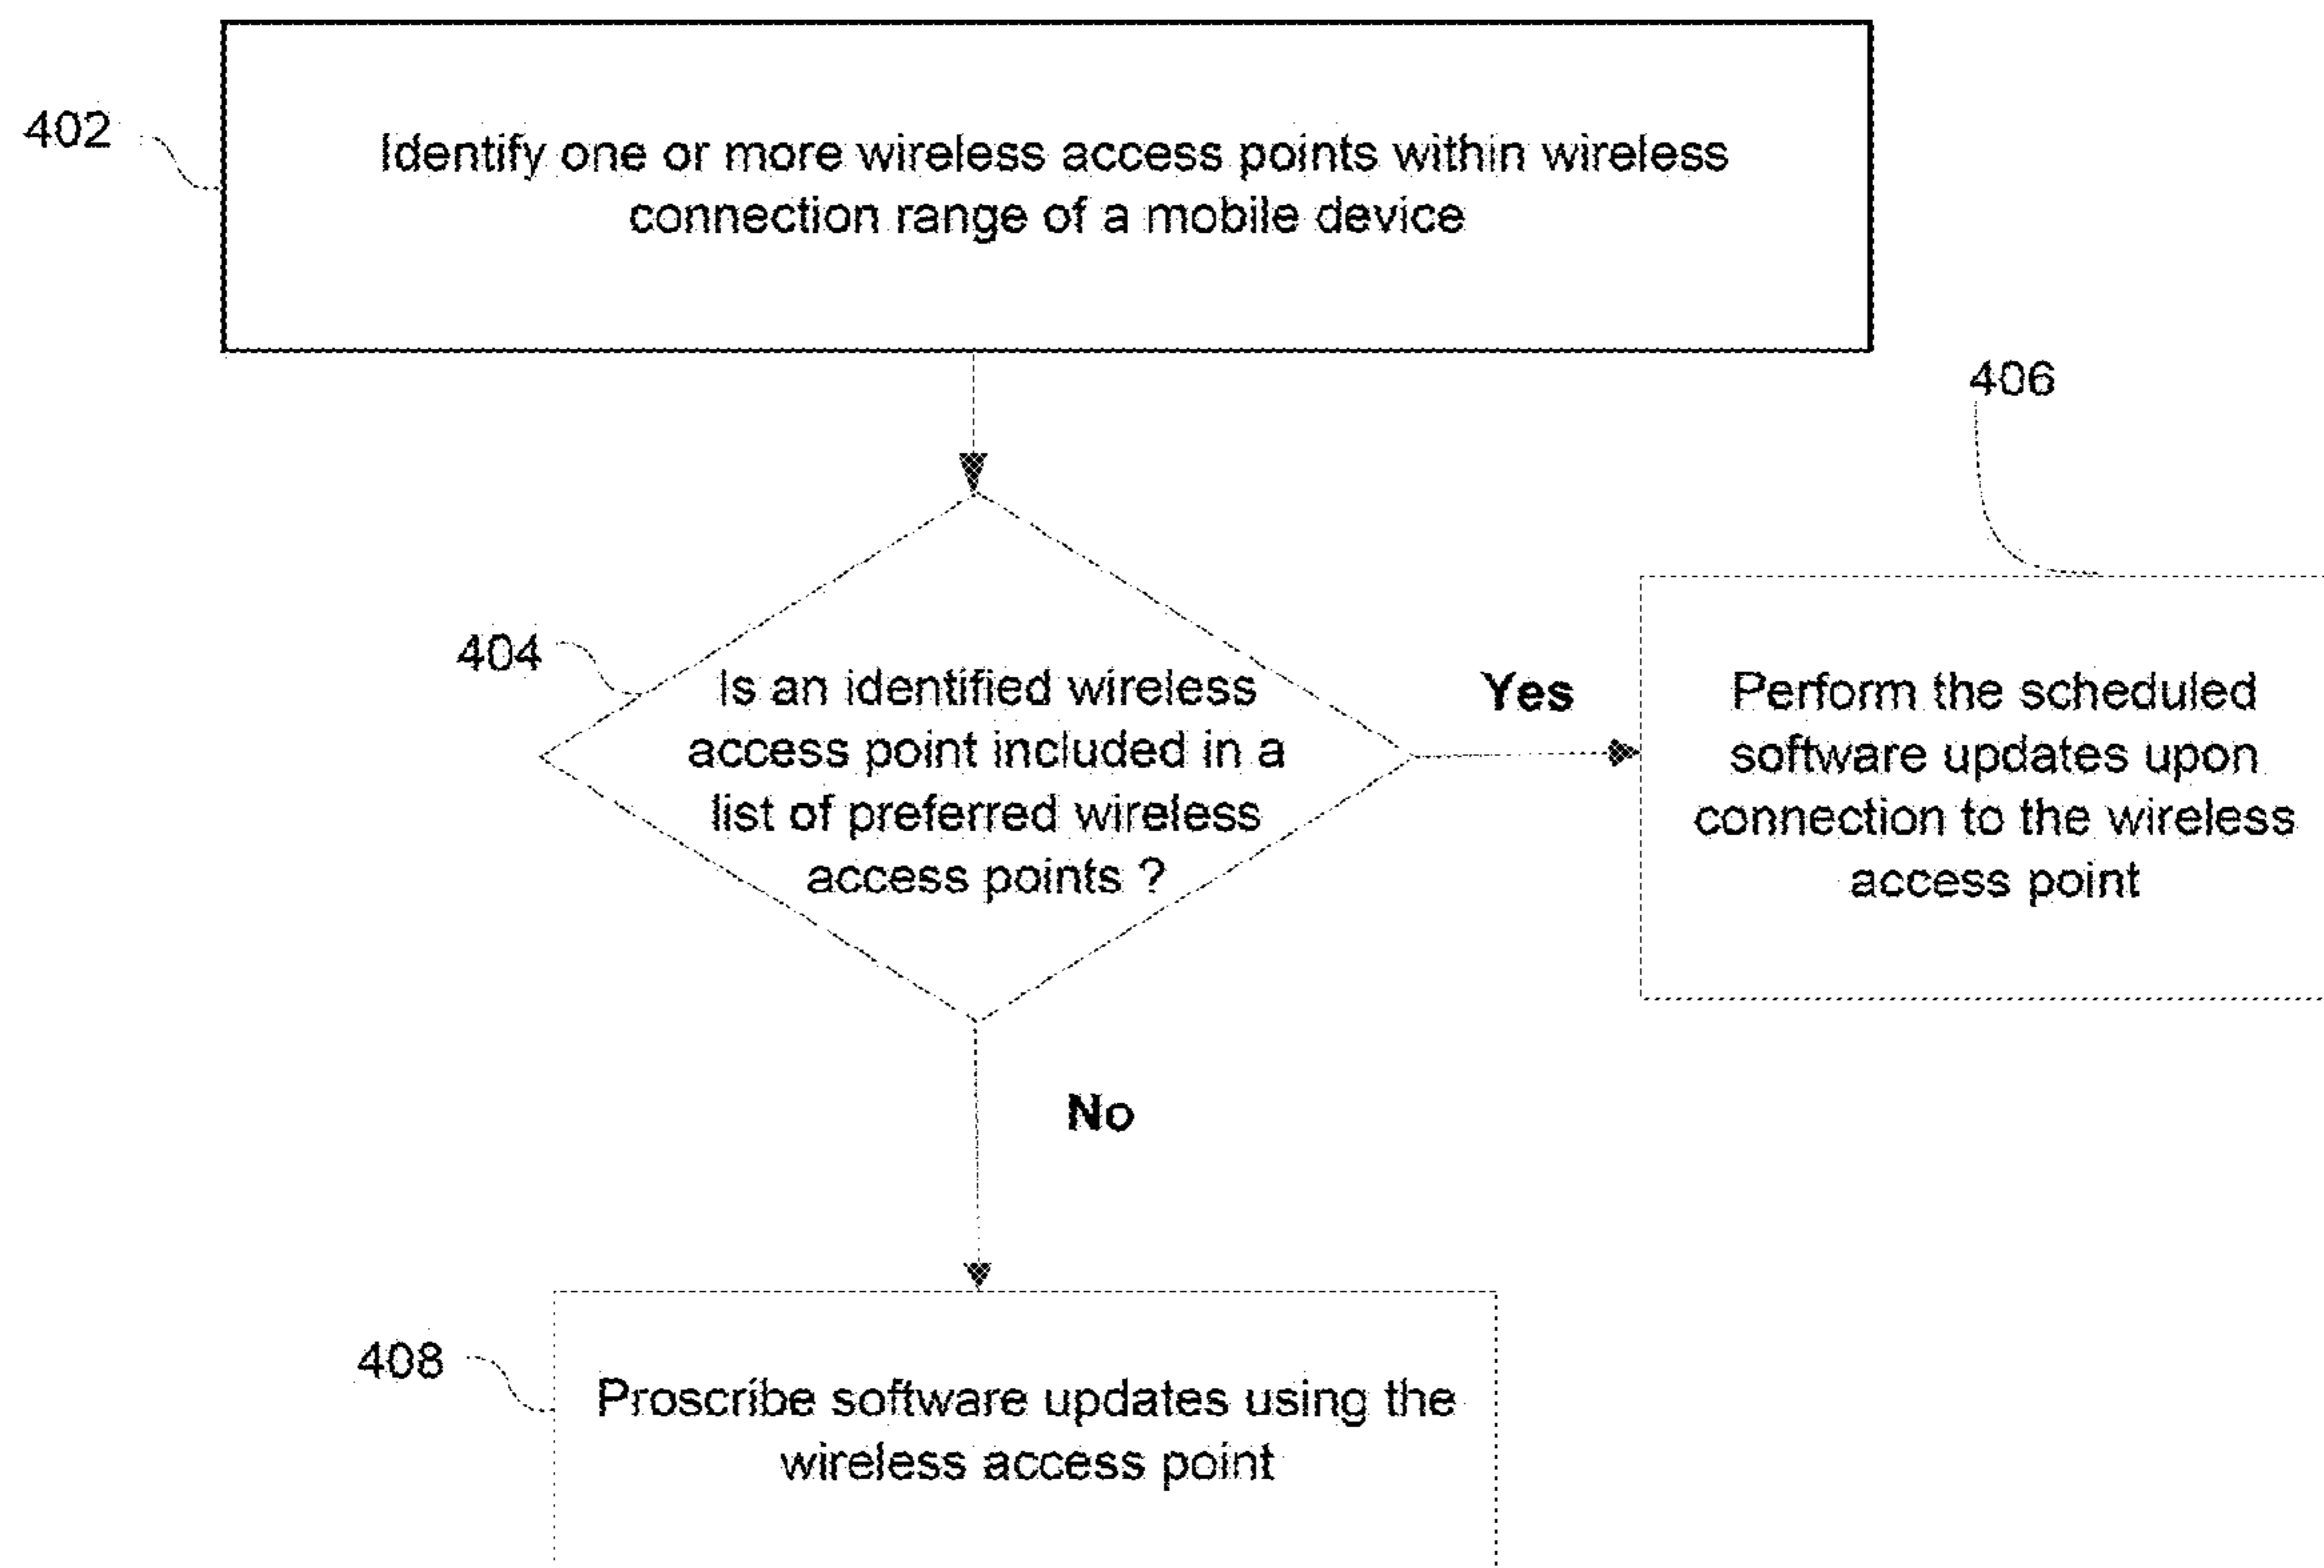 402
Identify one or more wireless access points within wireless
connection range of a mobile device
406
404
Is an identified wireless
access point included in a
list of preferred wireless
access points ?
Yes
Perform the scheduled
software updates upon
connection to the wireless
access point
No
408
Proscribe software updates using the
wireless access point